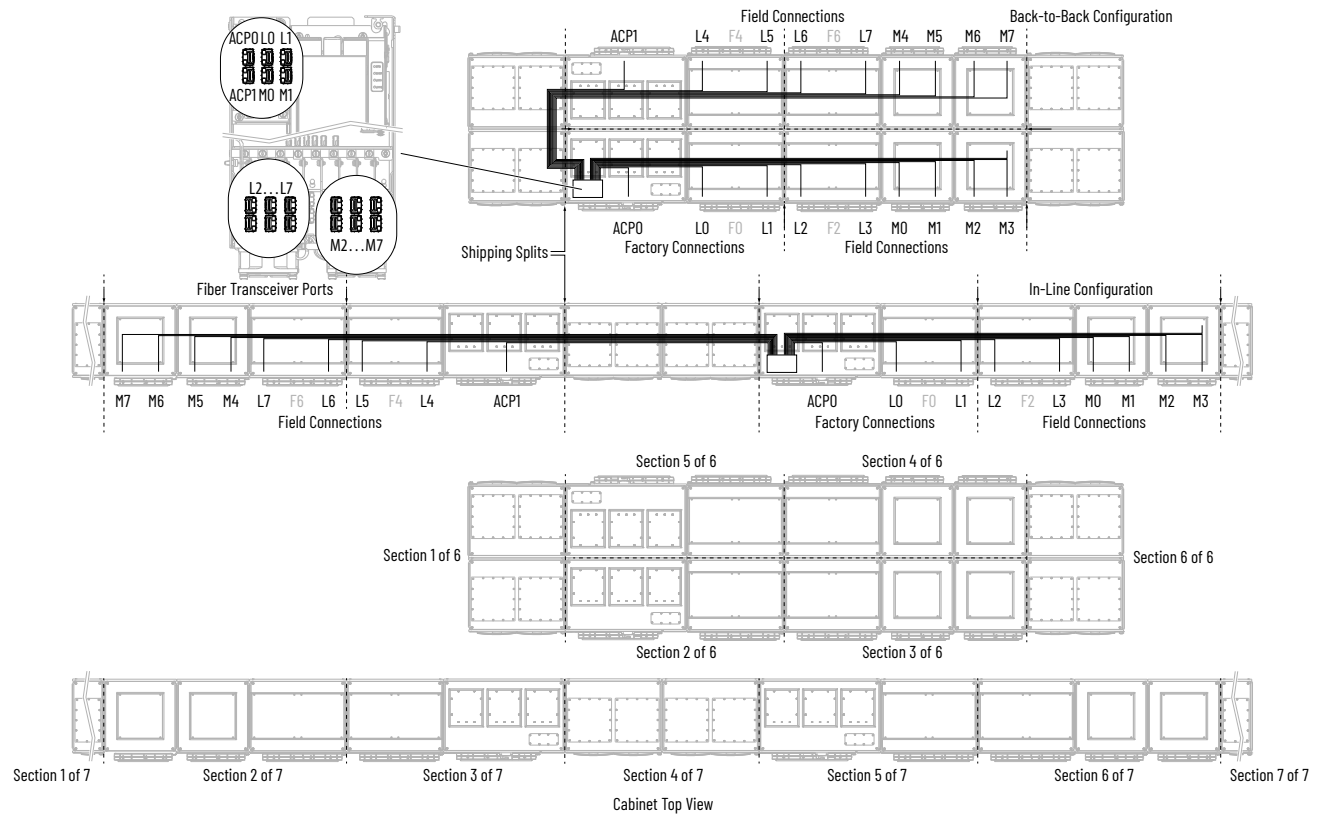 Field Connections
Back-to-Back Configuration
ACP0 L0 L1
ACP1 M0 M1
ACP1 L4 F4 L5 L6 F6 L7 M4 M5 M6 M7
L2...L7
M2...M7
ACP0 L0 F0 L1 L2 F2 L3 M0 M1 M2 M3
Factory Connections
Field Connections
Shipping Splits
Fiber Transceiver Ports
In-Line Configuration
M7 M6 M5 M4 L7 F6 L6 L5 F4 L4 ACP1 ACP0 L0 F0 L1 L2 F2 L3 M0 M1 M2 M3
Field Connections
Factory Connections
Field Connections
Section 5 of 6
Section 4 of 6
Section 1 of 6
Section 6 of 6
Section 2 of 6
Section 3 of 6
Section 1 of 7
Section 2 of 7
Section 3 of 7
Section 4 of 7
Section 5 of 7
Section 6 of 7
Section 7 of 7
Cabinet Top View